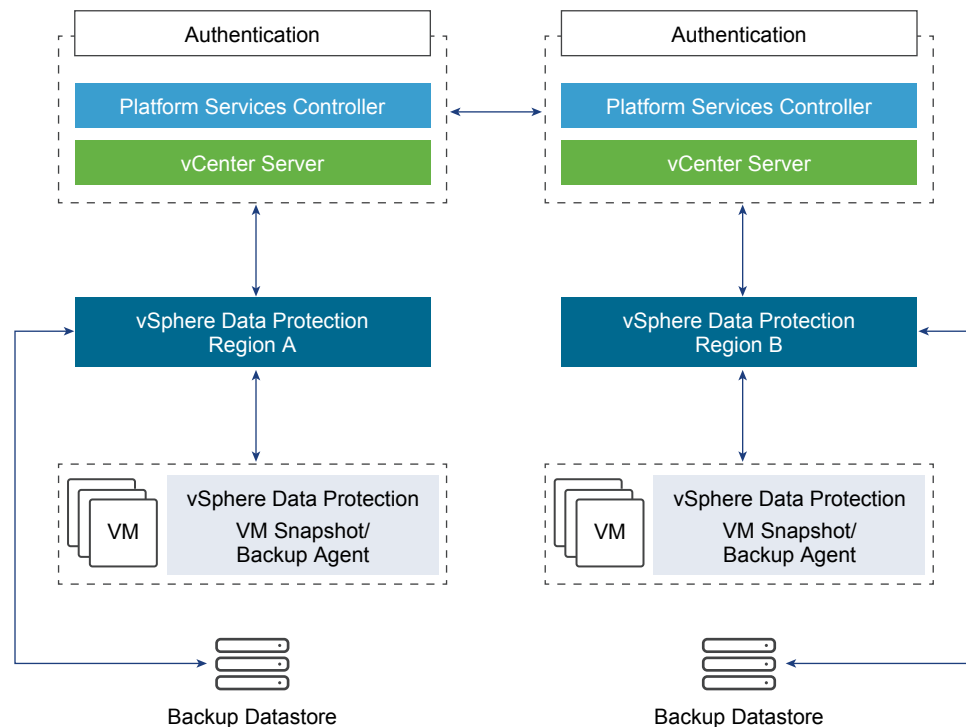 Authentication
Platform Services Controller
vCenter Server
Authentication
Platform Services Controller
vCenter Server
vSphere Data Protection
Region A
vSphere Data Protection
Region B
VM
vSphere Data Protection
VM Snapshot/
Backup Agent
VM
vSphere Data Protection
VM Snapshot/
Backup Agent
Backup Datastore
Backup Datastore